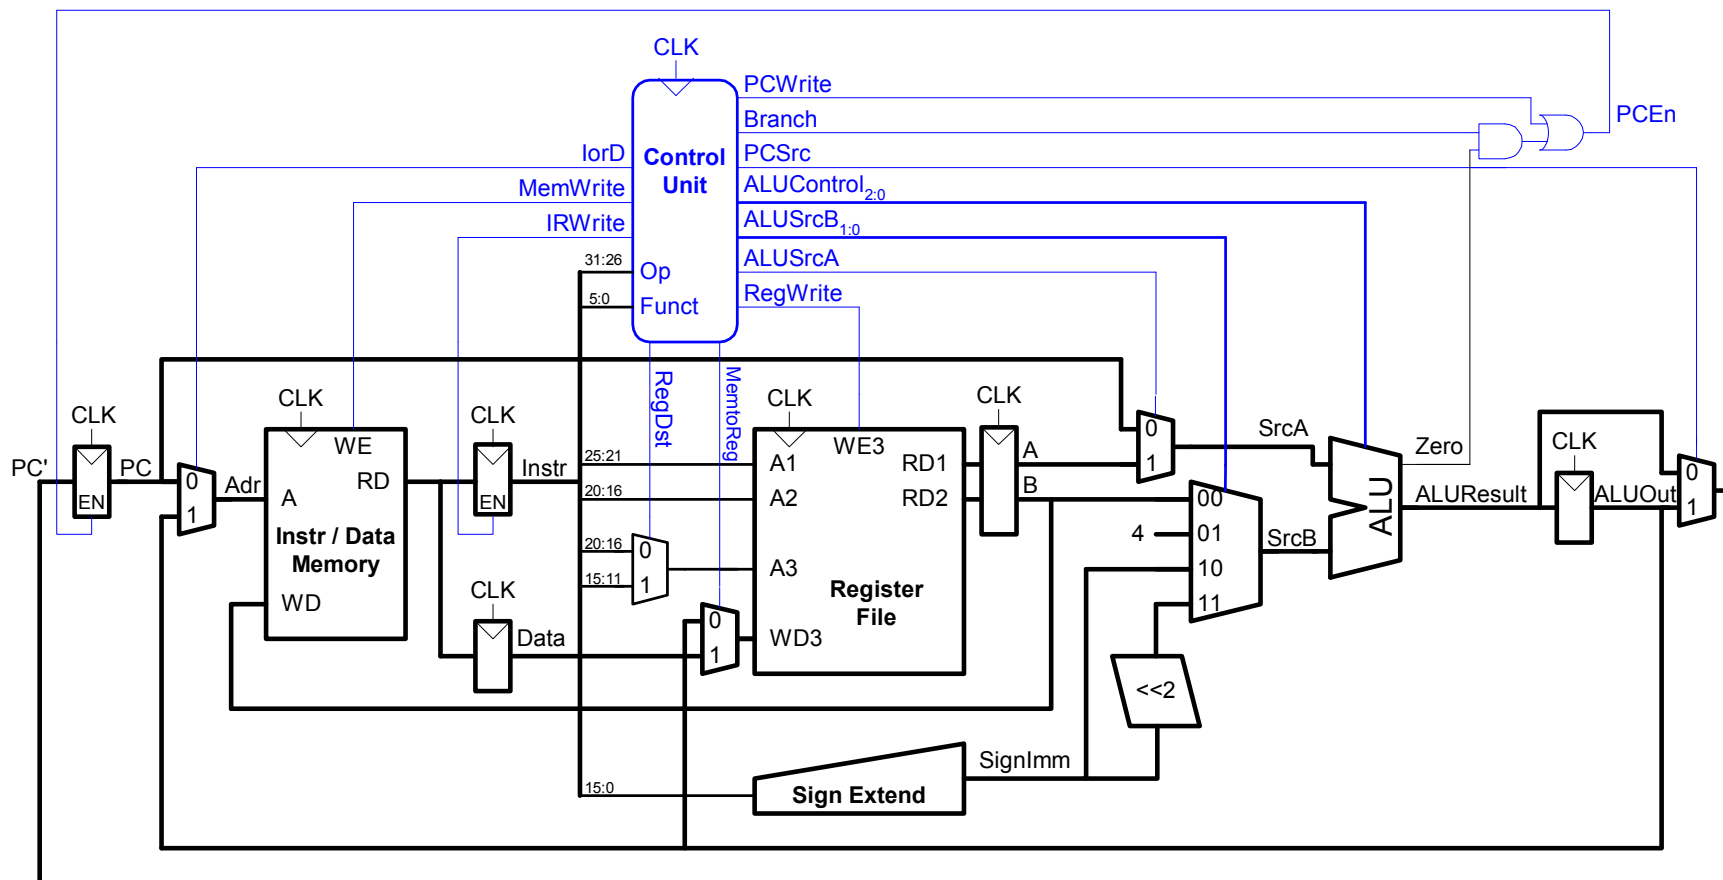 CLK
PCWrite
Branch
PCEn
IorD
Control
Unit
PCSrc
MemWrite
ALUControl2:0
IRWrite
ALUSrcB1:0
31:26
Op
ALUSrcA
5:0
Funct
RegWrite
RegDst
MemtoReg
CLK
CLK
CLK
CLK
CLK
CLK
PC'
EN
PC
0
1
Adr
WE
A
RD
Instr / Data
Memory
WD
EN
Instr
25:21
20:16
20:16
15:11
0
1
A1
A2
A3
WD3
WE3
RD1
RD2
Register
File
A
B
0
1
SrcA
00
4
01
10
11
SrcB
ALU
Zero
ALUResult
ALUOut
0
1
CLK
Data
0
1
<<2
SignImm
15:0
Sign Extend